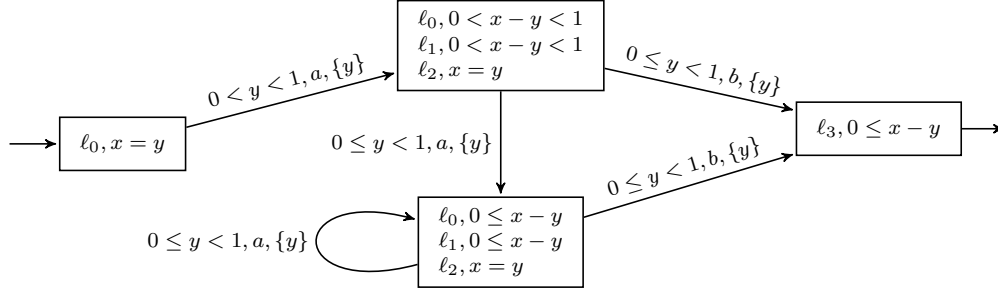 ℓ₀, 0 < x − y < 1
ℓ₁, 0 < x − y < 1
ℓ₂, x = y
0 < y < 1, a, {y}
0 ≤ y < 1, b, {y}
ℓ₀, x = y
0 ≤ y < 1, a, {y}
ℓ₃, 0 ≤ x − y
0 ≤ y < 1, b, {y}
ℓ₀, 0 ≤ x − y
ℓ₁, 0 ≤ x − y
ℓ₂, x = y
0 ≤ y < 1, a, {y}